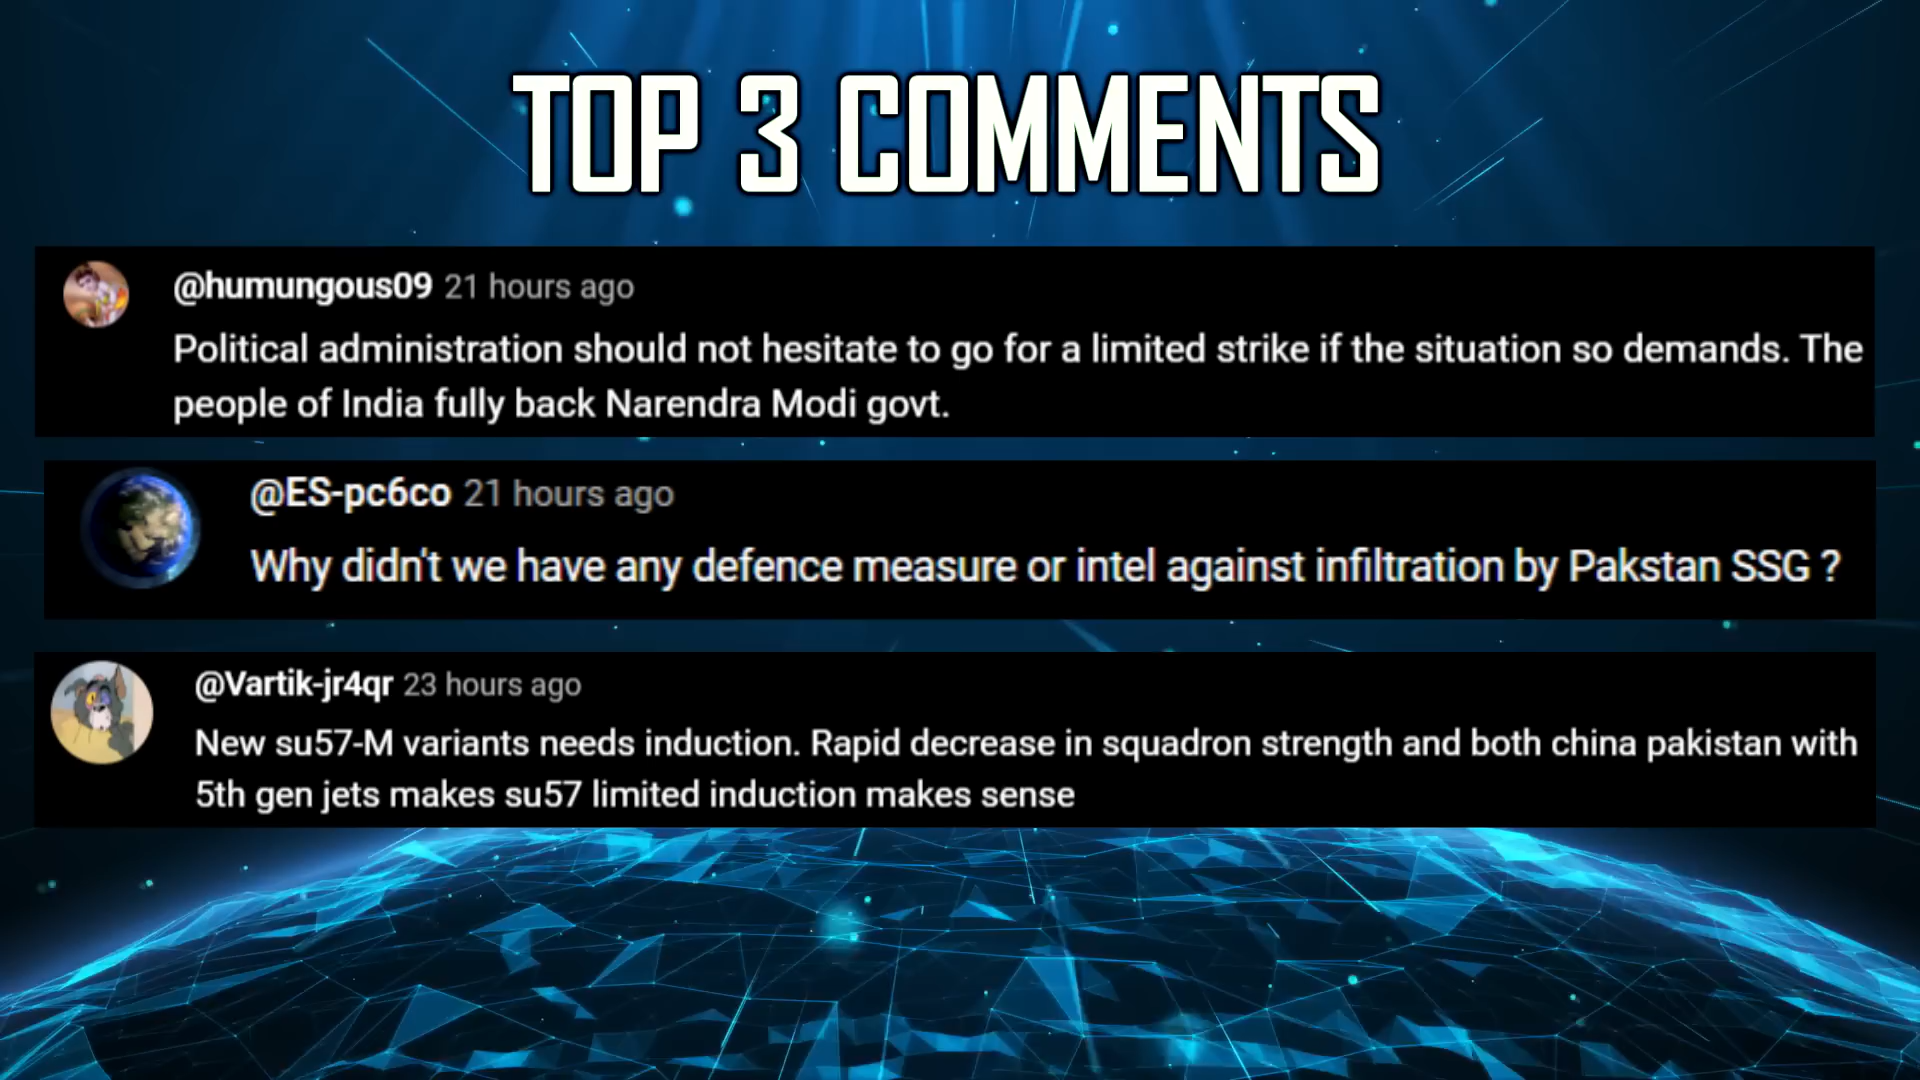 TOP 3 COMMENTS
@humungous09 21 hours ago
Political administration should not hesitate to go for a limited strike if the situation so demands. The
people of India fully back Narendra Modi govt.
@ES-pc6co 21 hours ago
Why didn't we have any defence measure or intel against infiltration by Pakstan SSG ?
@Vartik-jr4qr 23 hours ago
New su57-M variants needs induction. Rapid decrease in squadron strength and both china pakistan with
5th gen jets makes su57 limited induction makes sense